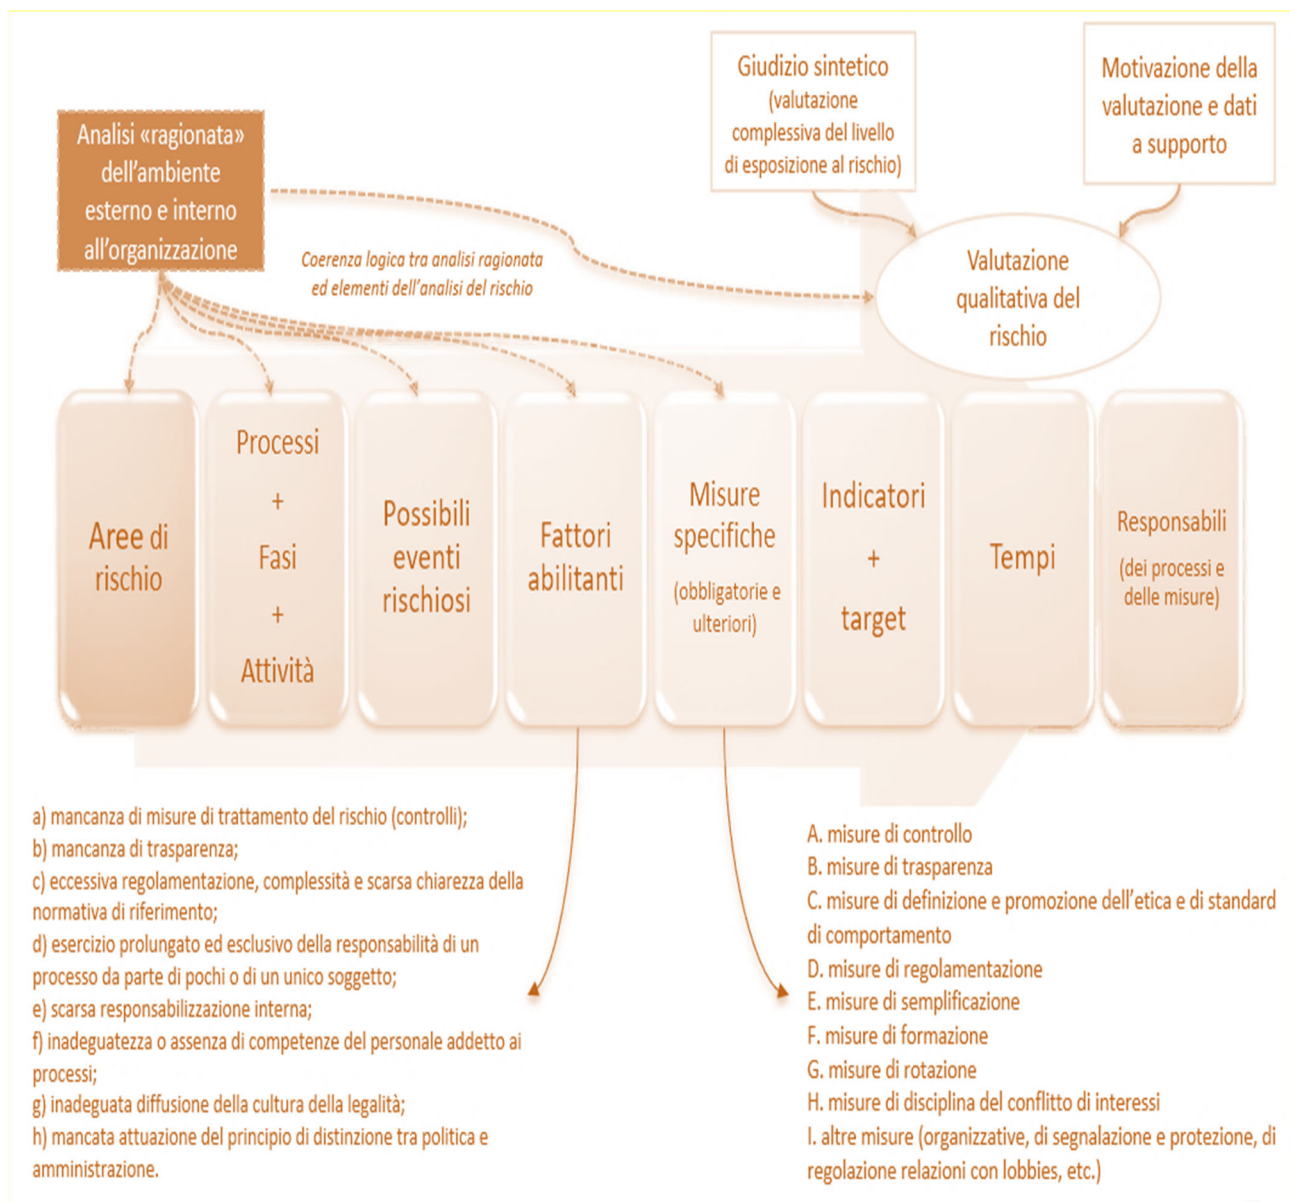 Giudizio sintetico
(valutazione
complessiva del livello
di esposizione al rischio)
Motivazione della
valutazione e dati
a supporto
Analisi «ragionata»
dell'ambiente
esterno e interno
all'organizzazione
Coerenza logica tra analisi ragionata
ed elementi dell'analisi del rischio
Valutazione
qualitativa del
rischio
Aree di
rischio
Processi
+
Fasi
+
Attività
Possibili
eventi
rischiosi
Fattori
abilitanti
Misure
specifiche
(obbligatorie e
ulteriori)
Indicatori
+
target
Tempi
Responsabili
(dei processi e
delle misure)
a) mancanza di misure di trattamento del rischio (controlli);
b) mancanza di trasparenza;
c) eccessiva regolamentazione, complessità e scarsa chiarezza della
normativa di riferimento;
d) esercizio prolungato ed esclusivo della responsabilità di un
processo da parte di pochi o di un unico soggetto;
e) scarsa responsabilizzazione interna;
f) inadeguatezza o assenza di competenze del personale addetto ai
processi;
g) inadeguata diffusione della cultura della legalità;
h) mancata attuazione del principio di distinzione tra politica e
amministrazione.
A. misure di controllo
B. misure di trasparenza
C. misure di definizione e promozione dell'etica e di standard
di comportamento
D. misure di regolamentazione
E. misure di semplificazione
F. misure di formazione
G. misure di rotazione
H. misure di disciplina del conflitto di interessi
I. altre misure (organizzative, di segnalazione e protezione, di
regolazione relazioni con lobbies, etc.)